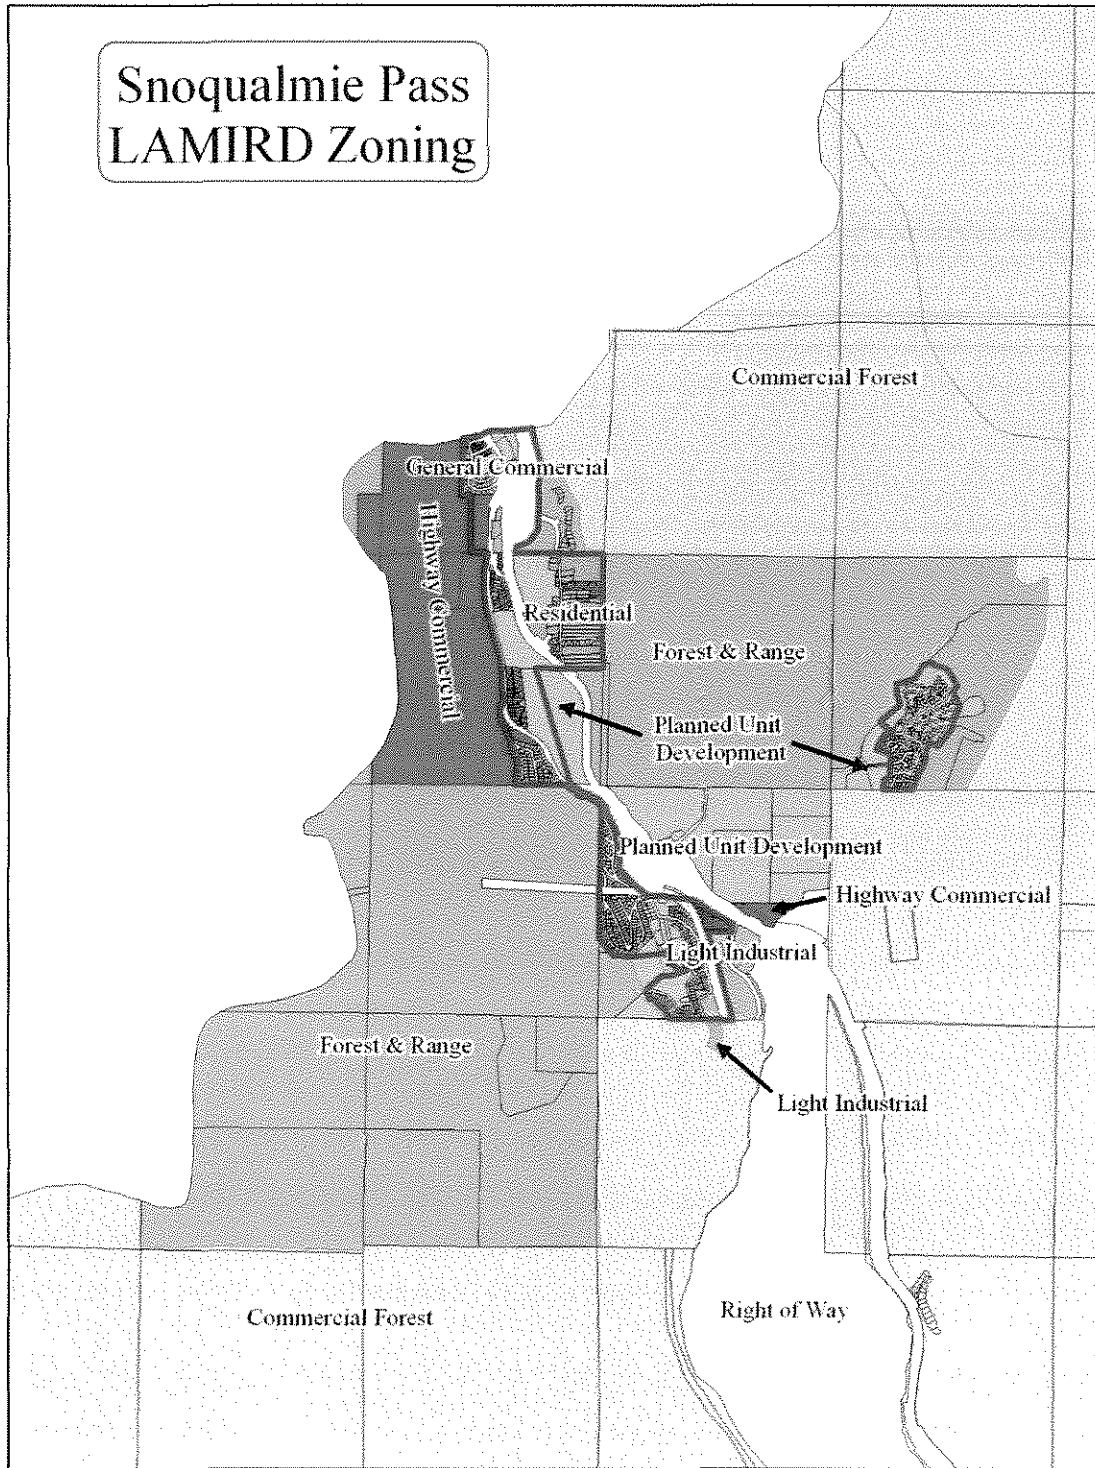 Snoqualmie Pass
LAMIRD Zoning
Commercial Forest
General Commercial
Highway Commercial
Residential
Forest & Range
Planned Unit
Development
Planned Unit Development
Highway Commercial
Light Industrial
Forest & Range
Light Industrial
Right of Way
Commercial Forest